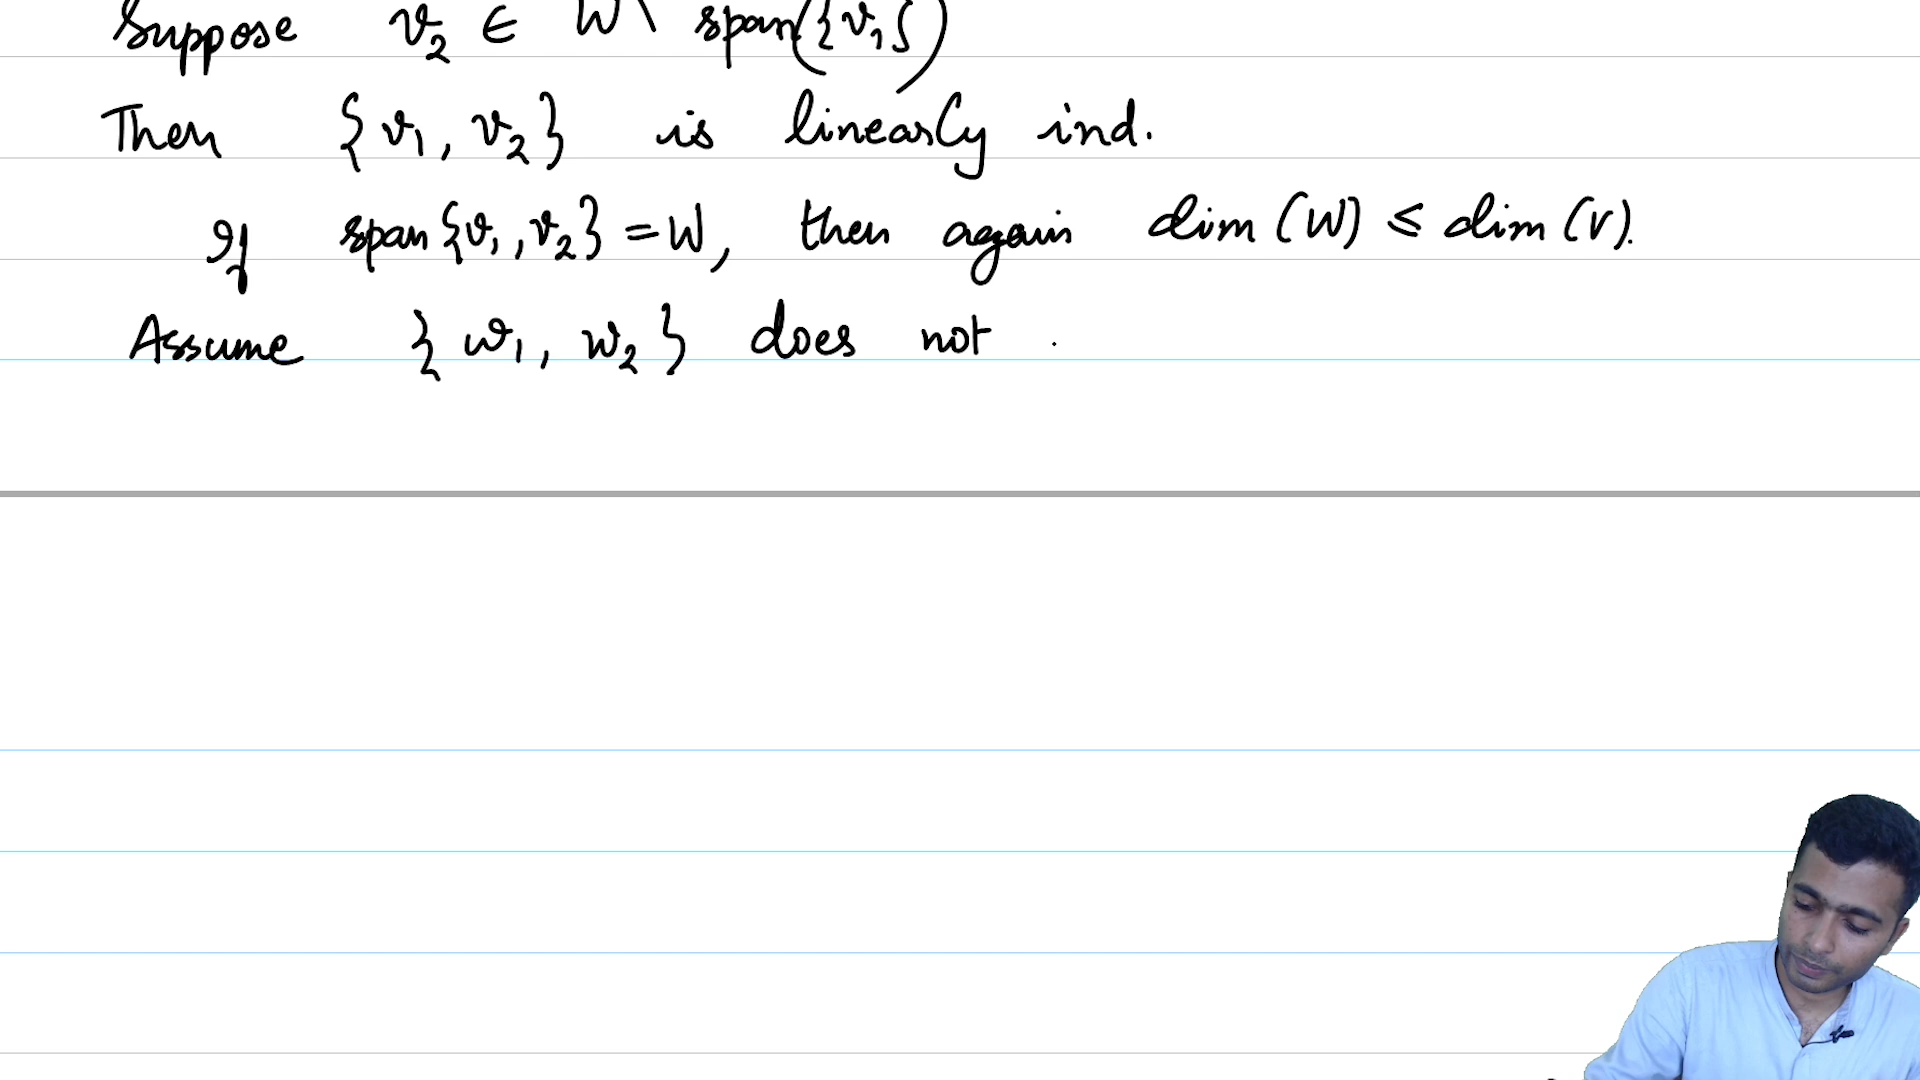 Suppose v₂ ∈ W \ span({v₁})
Then {v₁, v₂} is linearly ind.
If span{v₁, v₂} = W, then again dim (W) ≤ dim (V).
Assume {w₁, w₂} does not